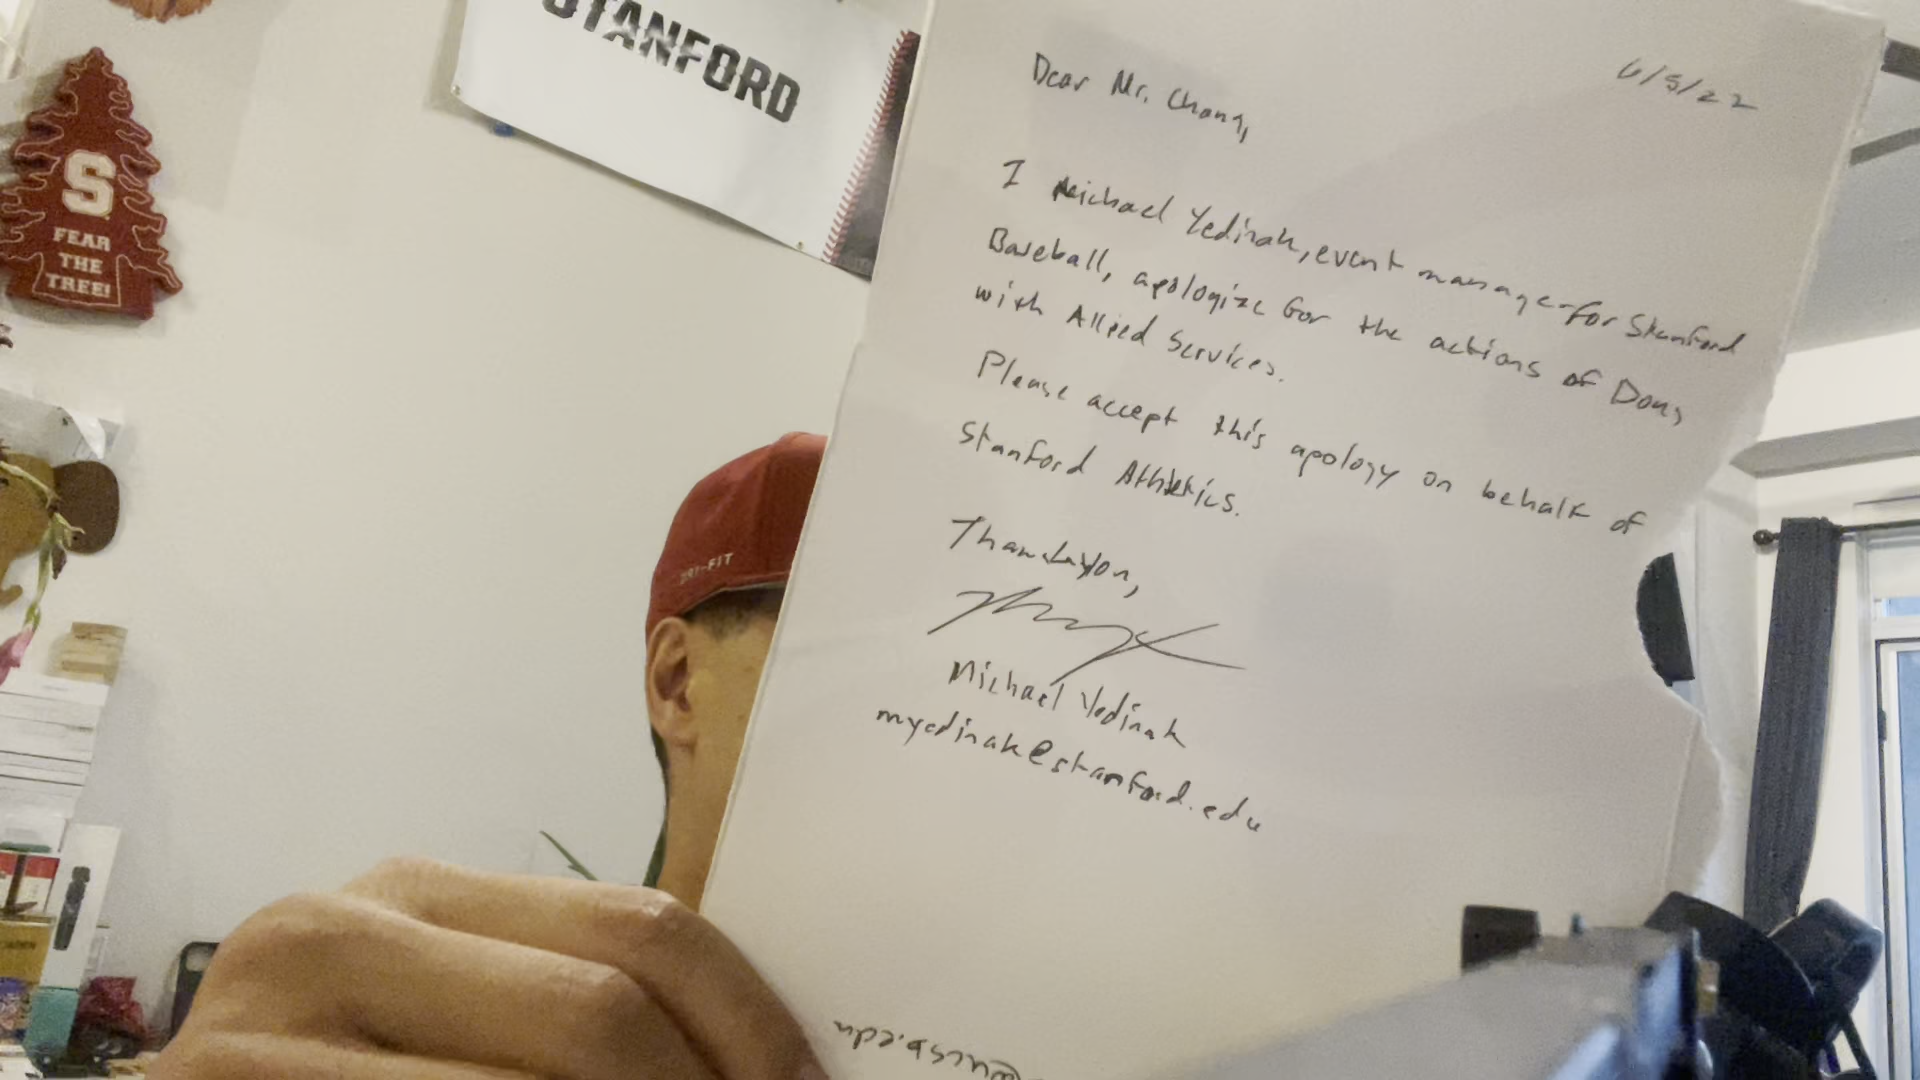 STANFORD
S
FEAR
THE
TREE!
DRI-FIT
6/5/22
Dear Mr. Chang,
I Michael Yedinak, event manager for Stanford
Baseball, apologize for the actions of Doug
with Allied Services.
Please accept this apology on behalf of
Stanford Athletics.
Thank you,
Michael Yedinak
myedinak@stanford.edu